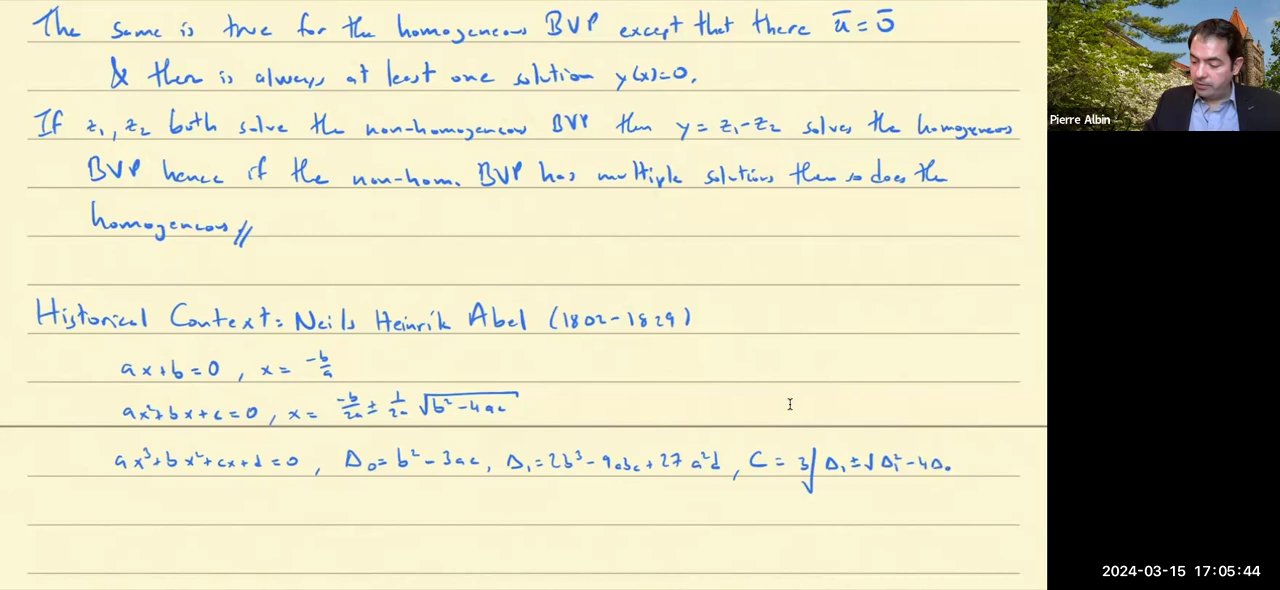 The same is true for the homogeneous BVP except that there ū = ō
& there is always at least one solution y(x)=0.
If z₁, z₂ both solve the non-homogeneous BVP then y = z₁-z₂ solves the homogeneous
BVP hence if the non-hom. BVP has multiple solutions then so does the
homogeneous //
Historical Context: Neils Heinrik Abel (1802-1829)
ax+b=0, x = -b/a
ax²+bx+c=0, x = -b/2a ± 1/2a √(b²-4ac)
ax³+bx²+cx+d=0, Δ₀=b²-3ac, Δ₁=2b³-9abc+27a²d, C = 3√ Δ₁±√Δ₁²-4Δ₀
Pierre Albin
2024-03-15 17:05:44